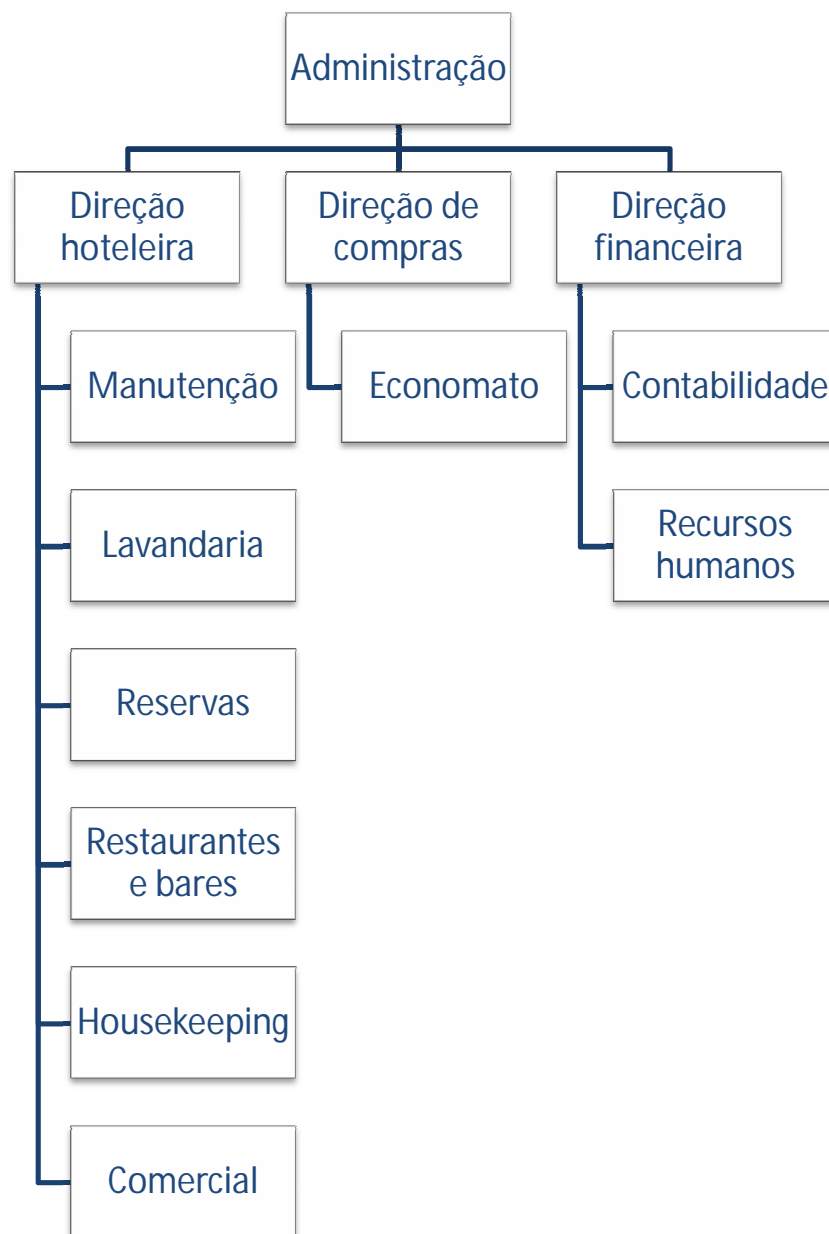 Administração
Direção
hoteleira
Direção de
compras
Direção
financeira
Manutenção
Economato
Contabilidade
Lavandaria
Recursos
humanos
Reservas
Restaurantes
e bares
Housekeeping
Comercial